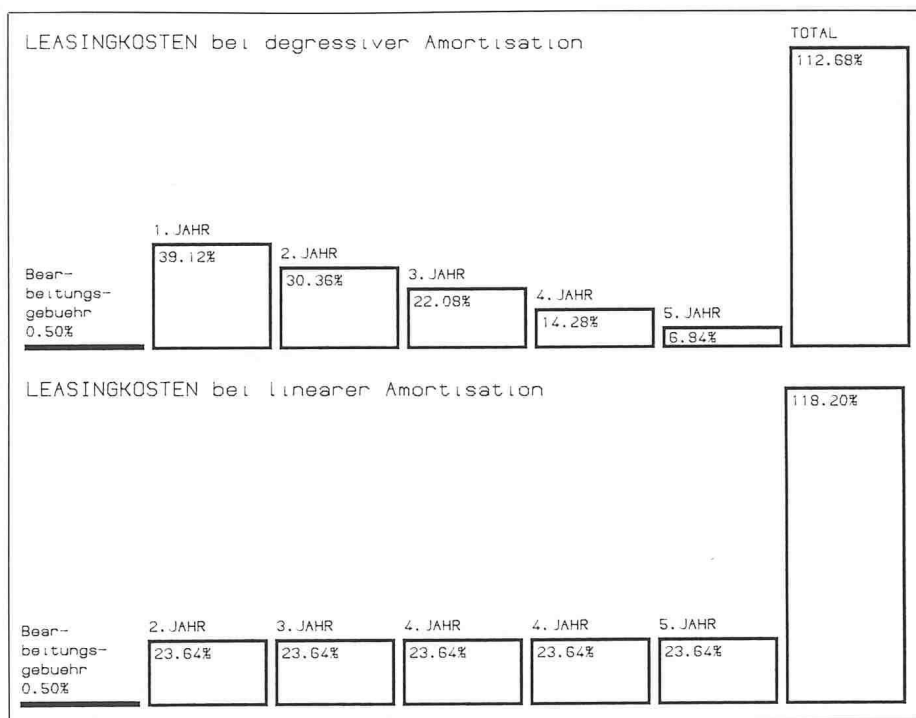 LEASINGKOSTEN bei degressiver Amortisation
TOTAL
112.68%
1. JAHR
39.12%
2. JAHR
30.36%
3. JAHR
22.08%
4. JAHR
14.28%
5. JAHR
6.84%
Bear-
beitungs-
gebuehr
0.50%
LEASINGKOSTEN bei linearer Amortisation
118.20%
Bear-
beitungs-
gebuehr
0.50%
2. JAHR
23.64%
3. JAHR
23.64%
4. JAHR
23.64%
4. JAHR
23.64%
5. JAHR
23.64%